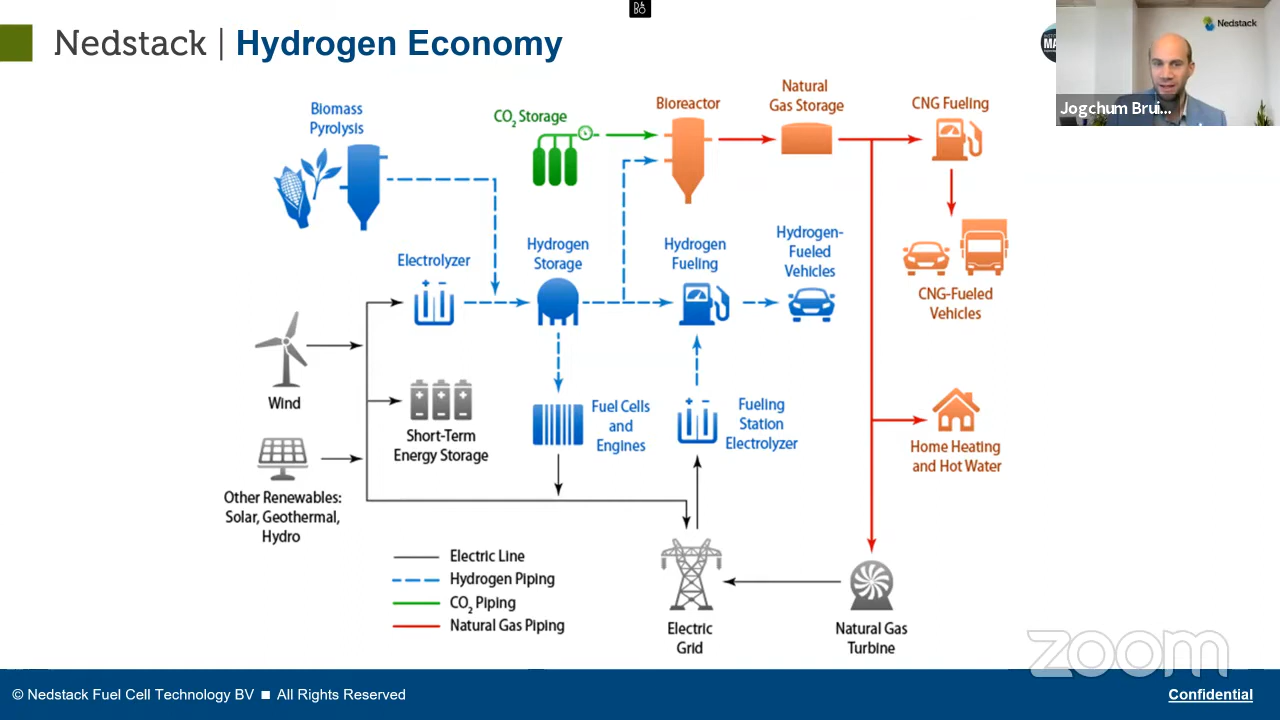 Nedstack | Hydrogen Economy
Nedstack
Jogchum Brui...
Biomass
Pyrolysis
CO2 Storage
Bioreactor
Natural
Gas Storage
CNG Fueling
Electrolyzer
Hydrogen
Storage
Hydrogen
Fueling
Hydrogen-
Fueled
Vehicles
CNG-Fueled
Vehicles
Wind
Short-Term
Energy Storage
Fuel Cells
and
Engines
Fueling
Station
Electrolyzer
Home Heating
and Hot Water
Other Renewables:
Solar, Geothermal,
Hydro
Electric Line
Hydrogen Piping
CO2 Piping
Natural Gas Piping
Electric
Grid
Natural Gas
Turbine
zoom
© Nedstack Fuel Cell Technology BV ■ All Rights Reserved
Confidential